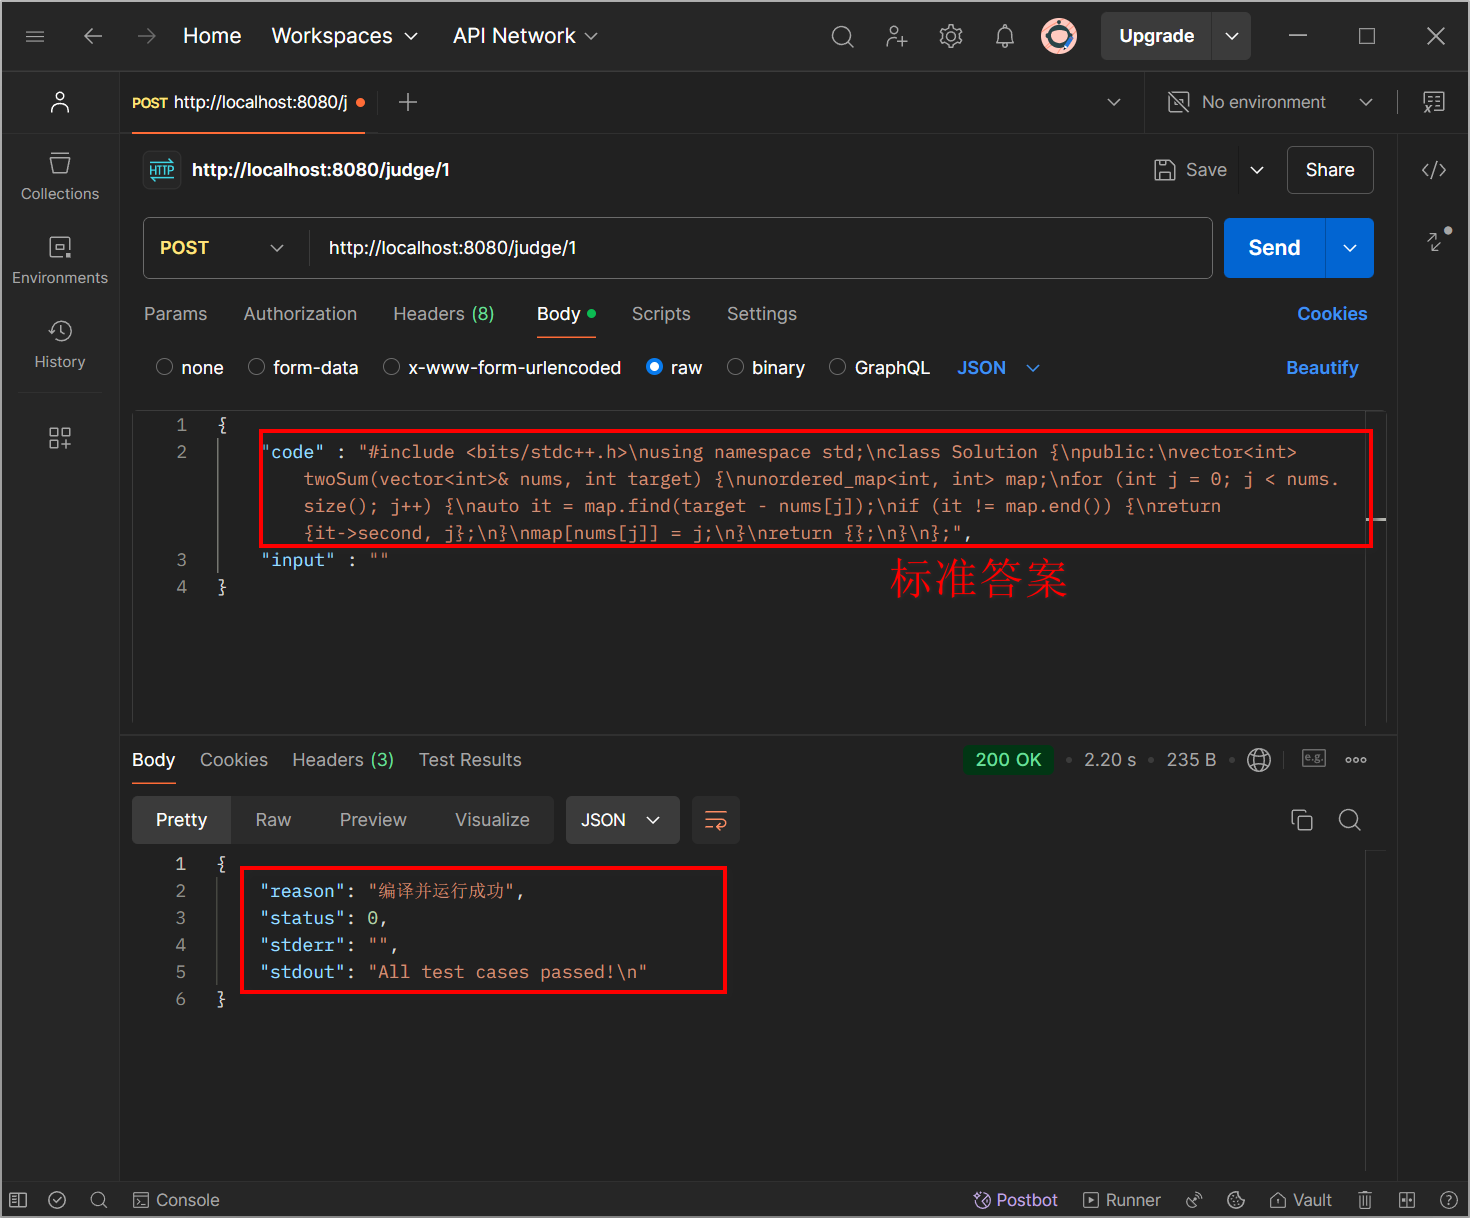 Home Workspaces API Network Upgrade
POST http://localhost:8080/j No environment
HTTP http://localhost:8080/judge/1 Save Share
Collections
Environments
History
POST http://localhost:8080/judge/1 Send
Params Authorization Headers (8) Body Scripts Settings Cookies
none form-data x-www-form-urlencoded raw binary GraphQL JSON Beautify
1 {
2 "code" : "#include <bits/stdc++.h>\nusing namespace std;\nclass Solution {\npublic:\nvector<int>
twoSum(vector<int>& nums, int target) {\nunordered_map<int, int> map;\nfor (int j = 0; j < nums.
size(); j++) {\nauto it = map.find(target - nums[j]);\nif (it != map.end()) {\nreturn
{it->second, j};\n}\nmap[nums[j]] = j;\n}\nreturn {};\n}\n};",
3 "input" : ""
4 }
标准答案
Body Cookies Headers (3) Test Results 200 OK 2.20 s 235 B e.g.
Pretty Raw Preview Visualize JSON
1 {
2 "reason": "编译并运行成功",
3 "status": 0,
4 "stderr": "",
5 "stdout": "All test cases passed!\n"
6 }
Console Postbot Runner Vault